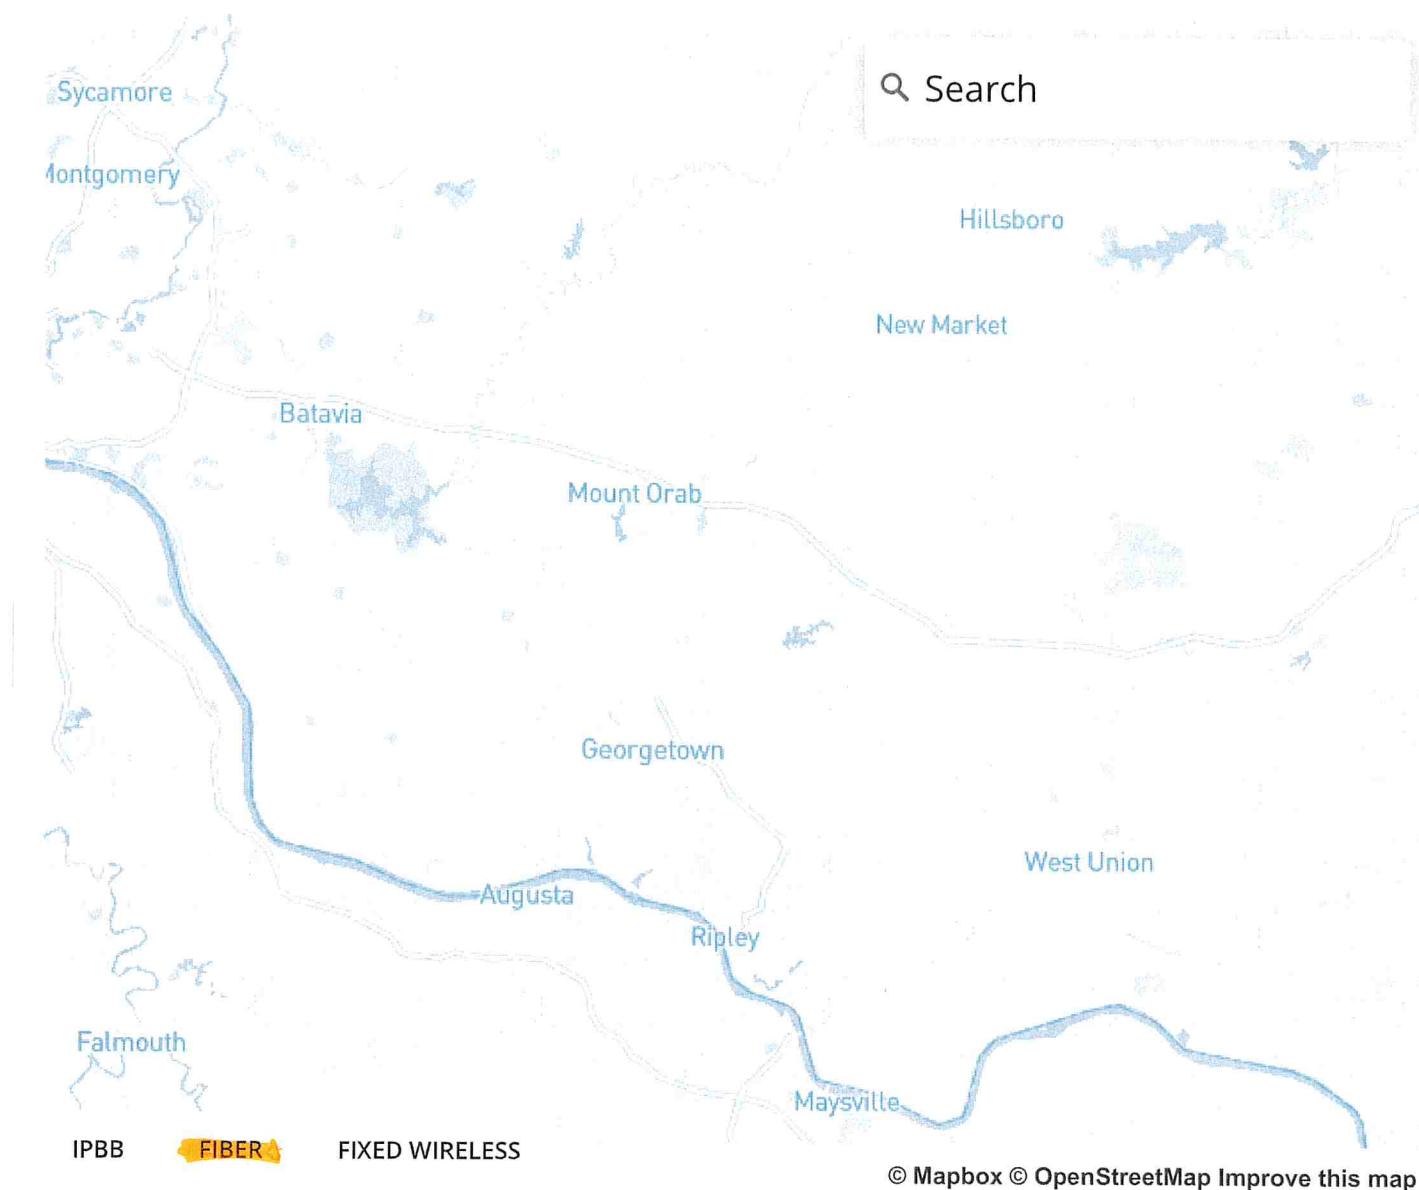 Sycamore
Search
Montgomery
Hillsboro
New Market
Batavia
Mount Orab
Georgetown
West Union
Augusta
Ripley
Falmouth
Maysville
IPBB FIBER FIXED WIRELESS
© Mapbox © OpenStreetMap Improve this map